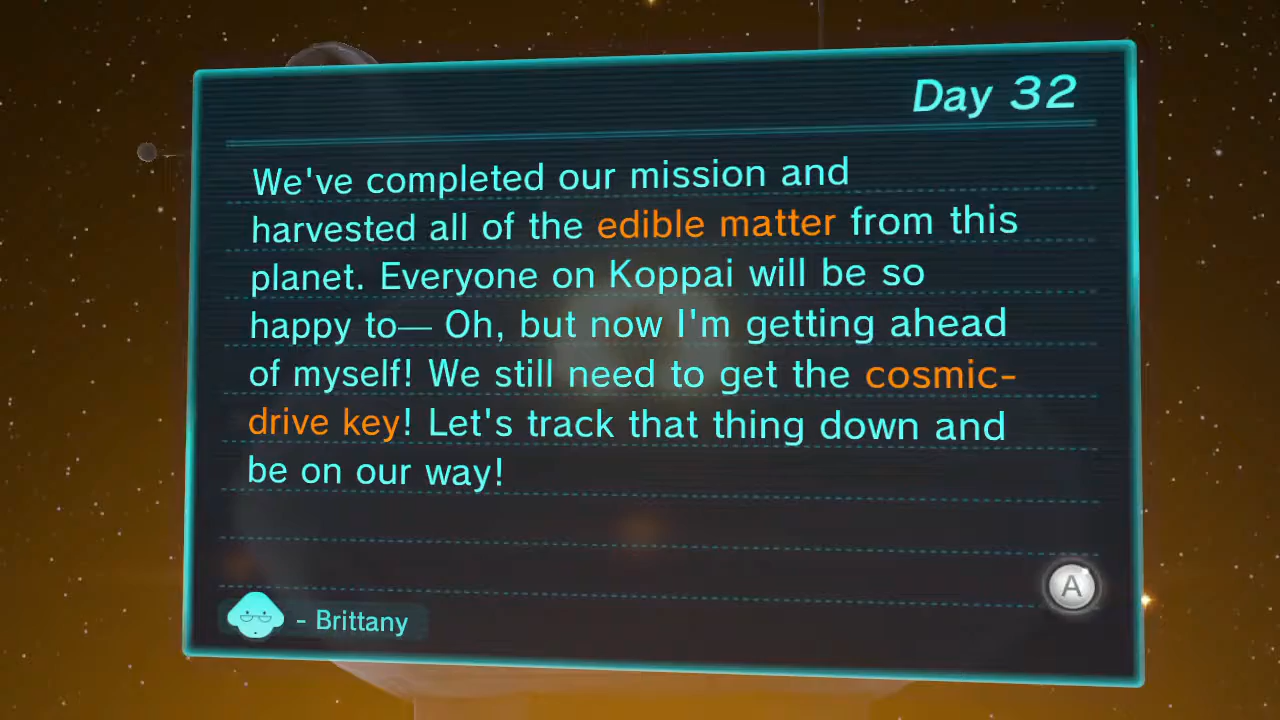 Day 32
We've completed our mission and
harvested all of the edible matter from this
planet. Everyone on Koppai will be so
happy to— Oh, but now I'm getting ahead
of myself! We still need to get the cosmic-
drive key! Let's track that thing down and
be on our way!
- Brittany
A